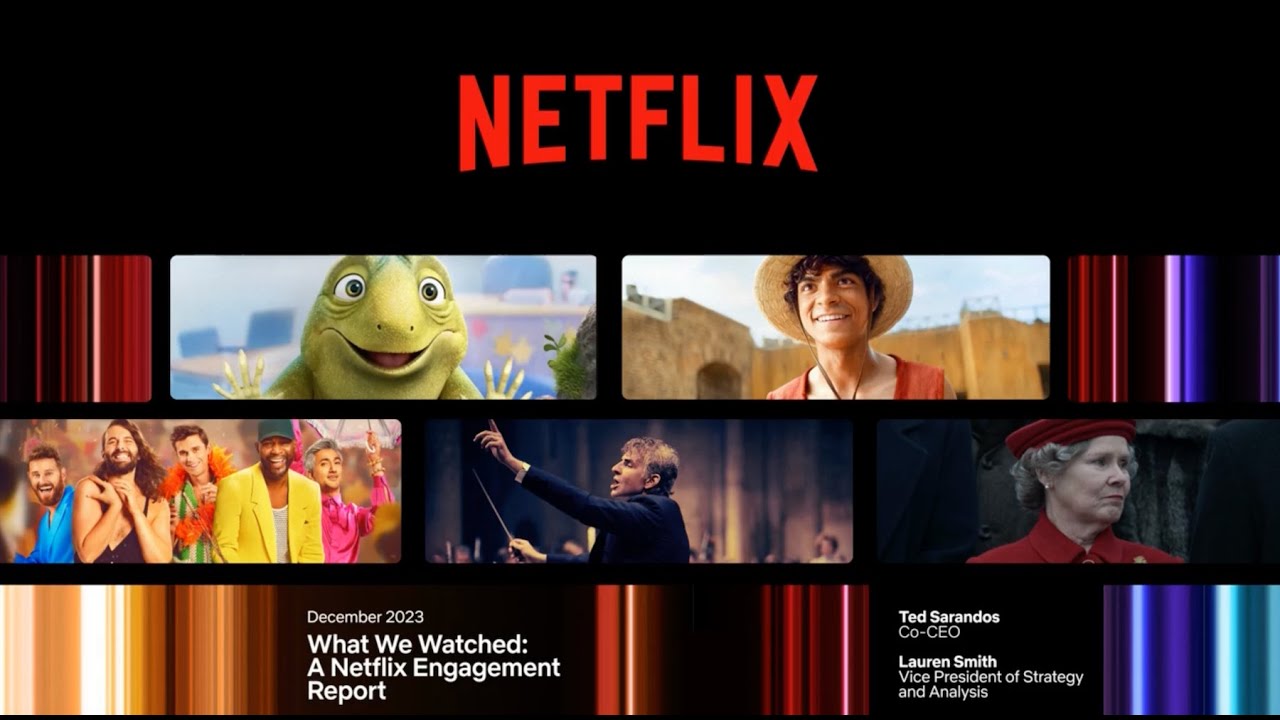 NETFLIX
December 2023
What We Watched:
A Netflix Engagement
Report
Ted Sarandos
Co-CEO
Lauren Smith
Vice President of Strategy
and Analysis